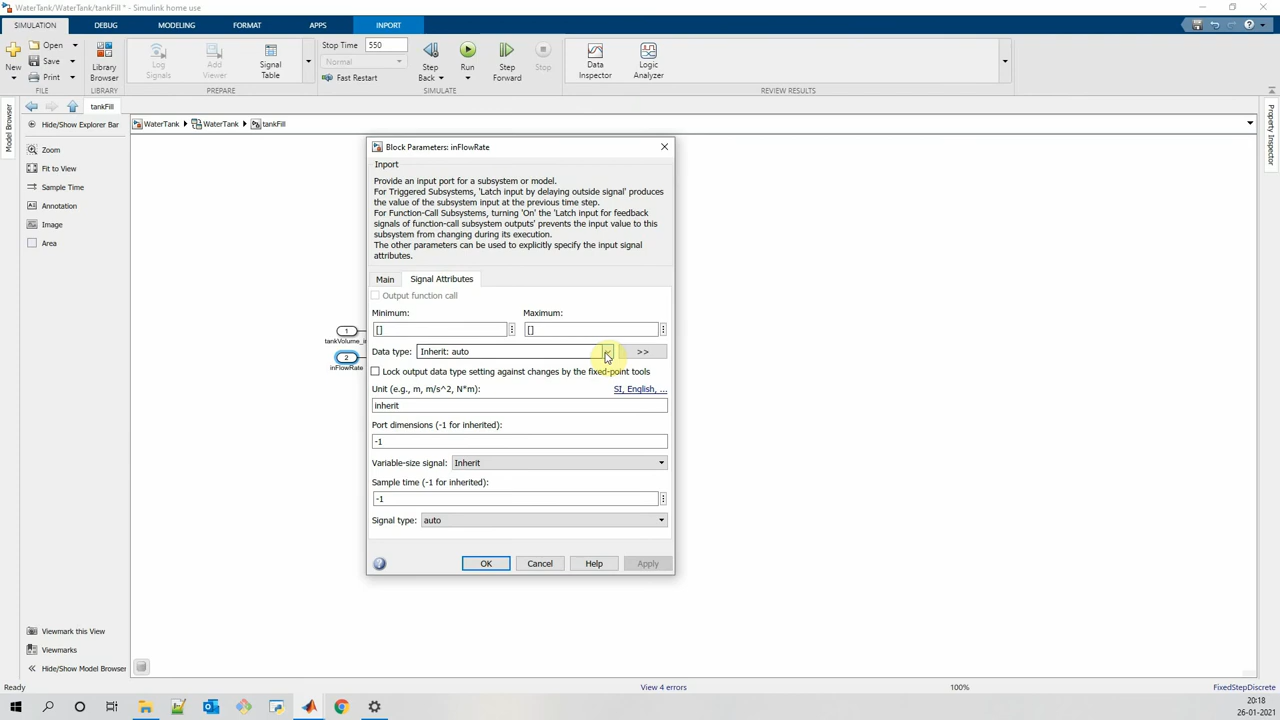 WaterTank/WaterTank/tankFill * - Simulink home use
SIMULATION
DEBUG
MODELING
FORMAT
APPS
INPORT
New
Open
Save
Print
FILE
Library
Browser
LIBRARY
Log
Signals
Add
Viewer
Signal
Table
PREPARE
Stop Time 550
Normal
Fast Restart
Step
Back
Run
Step
Forward
Stop
SIMULATE
Data
Inspector
Logic
Analyzer
REVIEW RESULTS
tankFill
Model Browser
Property Inspector
Hide/Show Explorer Bar
WaterTank
WaterTank
tankFill
Zoom
Fit to View
Sample Time
Annotation
Image
Area
1
tankVolume_i
2
inFlowRate
Block Parameters: inFlowRate
Inport
Provide an input port for a subsystem or model.
For Triggered Subsystems, 'Latch input by delaying outside signal' produces
the value of the subsystem input at the previous time step.
For Function-Call Subsystems, turning 'On' the 'Latch input for feedback
signals of function-call subsystem outputs' prevents the input value to this
subsystem from changing during its execution.
The other parameters can be used to explicitly specify the input signal
attributes.
Main
Signal Attributes
Output function call
Minimum:
Maximum:
[]
[]
Data type: Inherit: auto >>
Lock output data type setting against changes by the fixed-point tools
Unit (e.g., m, m/s^2, N*m):
SI, English, ...
inherit
Port dimensions (-1 for inherited):
-1
Variable-size signal: Inherit
Sample time (-1 for inherited):
-1
Signal type: auto
OK
Cancel
Help
Apply
Viewmark this View
Viewmarks
Hide/Show Model Browser
Ready
View 4 errors
100%
FixedStepDiscrete
20:18
26-01-2021